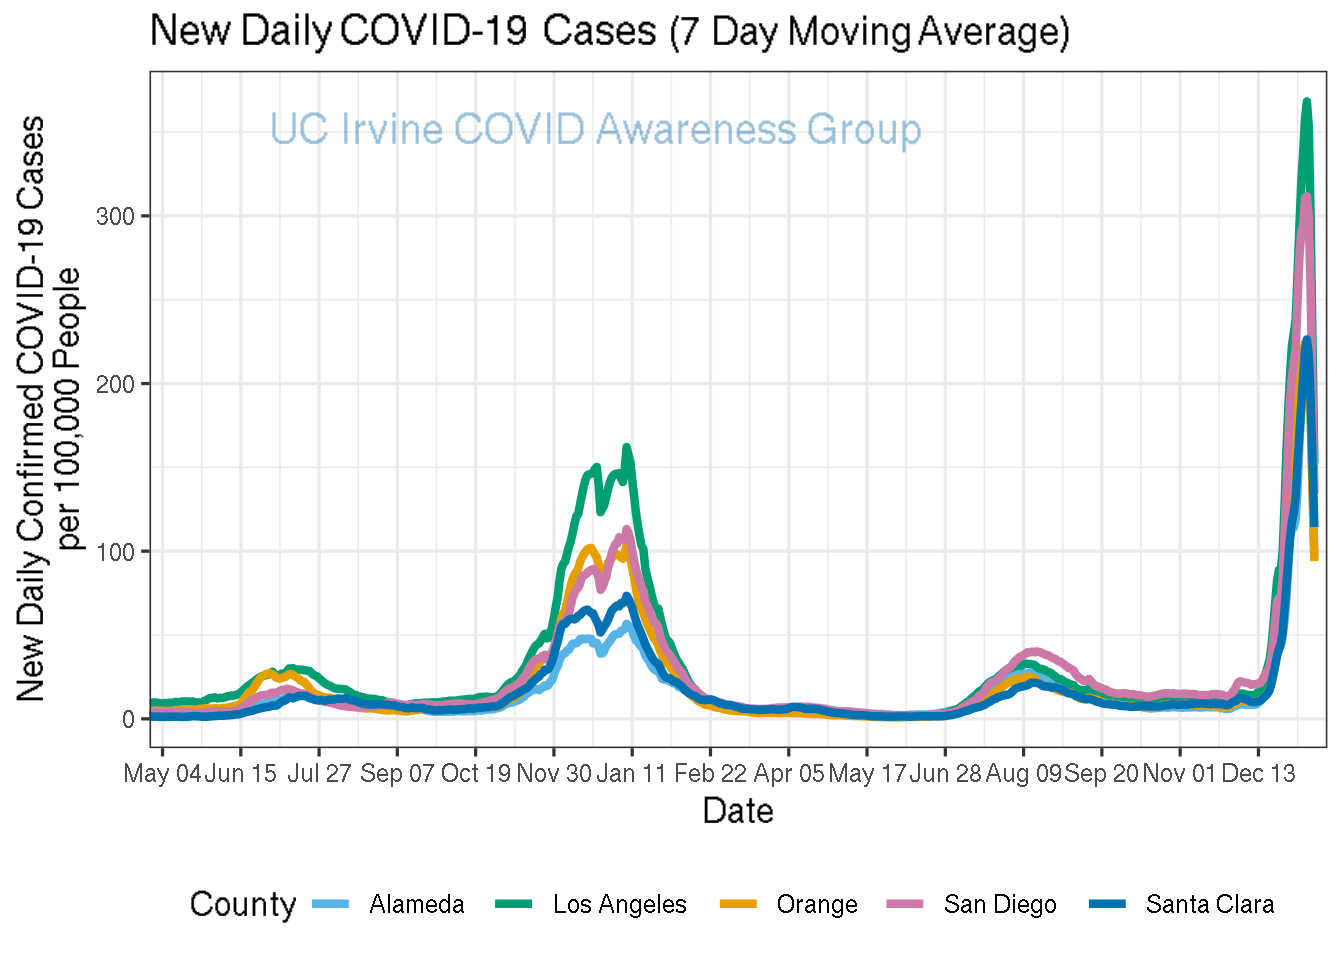 New Daily COVID-19 Cases (7 Day Moving Average)
UC Irvine COVID Awareness Group
New Daily Confirmed COVID-19 Cases
per 100,000 People
300
200
100
0
May 04 Jun 15 Jul 27 Sep 07 Oct 19 Nov 30 Jan 11 Feb 22 Apr 05 May 17 Jun 28 Aug 09 Sep 20 Nov 01 Dec 13
Date
County Alameda Los Angeles Orange San Diego Santa Clara